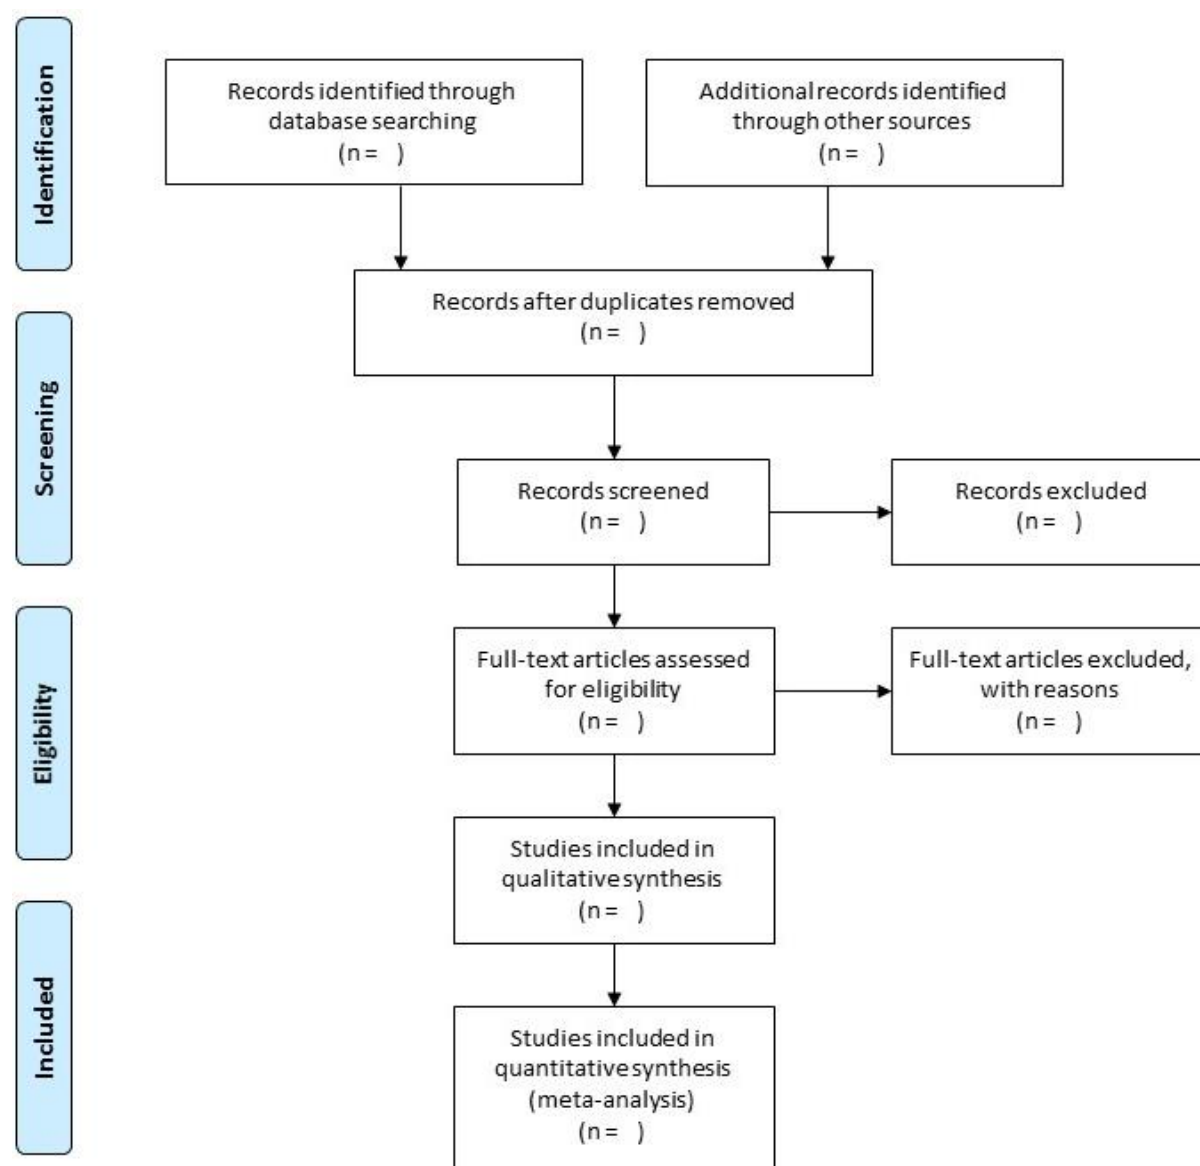 Identification
Records identified through
database searching
(n =   )
Additional records identified
through other sources
(n =   )
Records after duplicates removed
(n =   )
Screening
Records screened
(n =   )
Records excluded
(n =   )
Eligibility
Full-text articles assessed
for eligibility
(n =   )
Full-text articles excluded,
with reasons
(n =   )
Studies included in
qualitative synthesis
(n =   )
Included
Studies included in
quantitative synthesis
(meta-analysis)
(n =   )